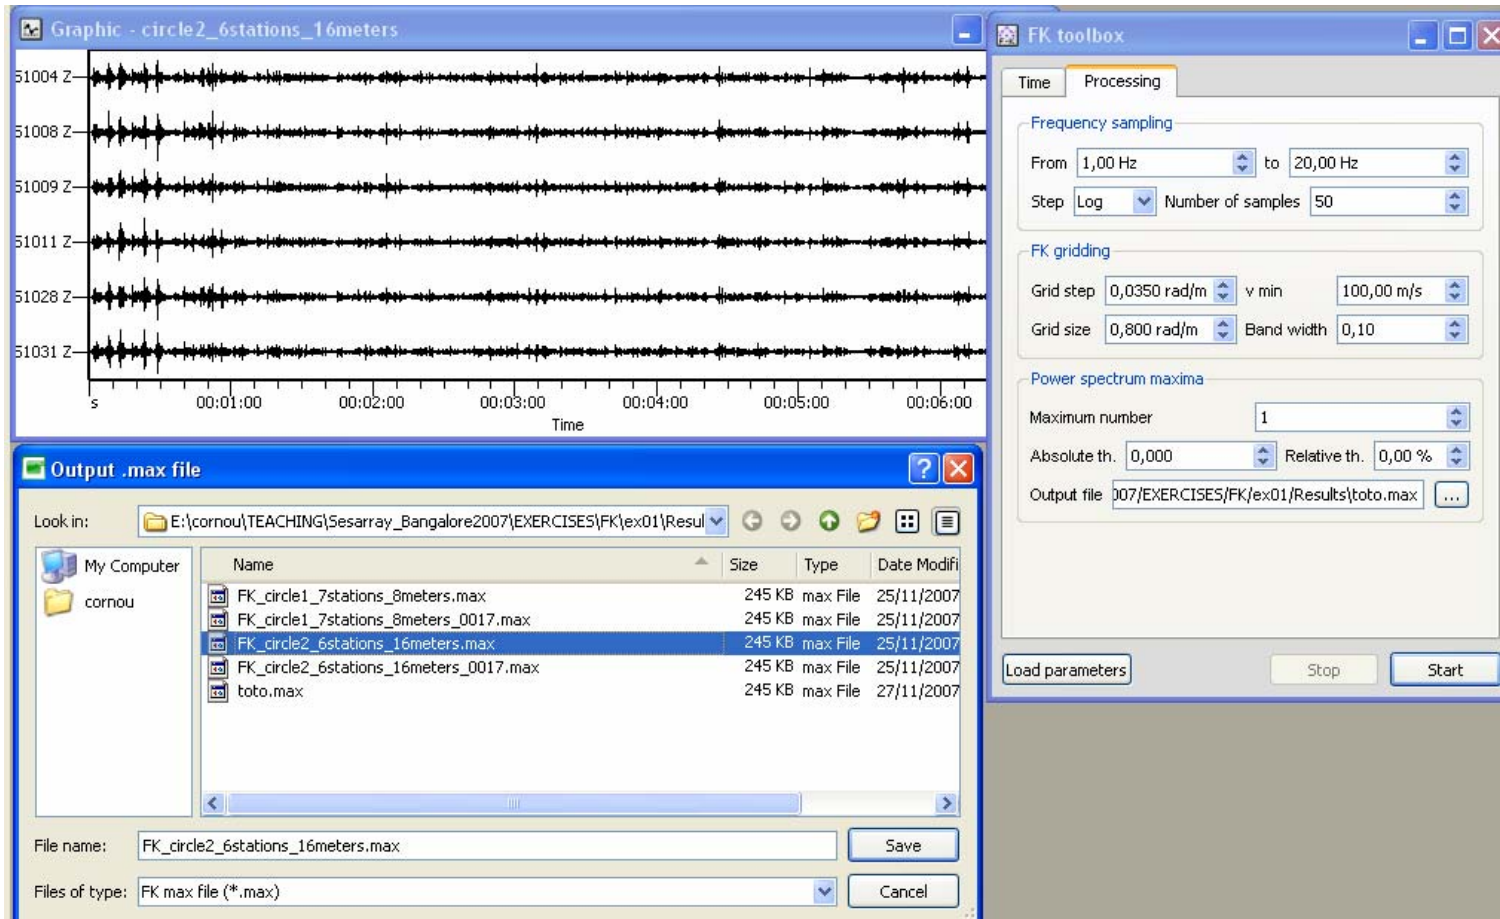 Graphic - circle2_6stations_16meters
51004 Z
51008 Z
51009 Z
51011 Z
51028 Z
51031 Z
s 00:01:00 00:02:00 00:03:00 00:04:00 00:05:00 00:06:00
Time
FK toolbox
Time Processing
Frequency sampling
From 1,00 Hz to 20,00 Hz
Step Log Number of samples 50
FK gridding
Grid step 0,0350 rad/m v min 100,00 m/s
Grid size 0,800 rad/m Band width 0,10
Power spectrum maxima
Maximum number 1
Absolute th. 0,000 Relative th. 0,00 %
Output file 007/EXERCISES/FK/ex01/Results\toto.max ...
Load parameters Stop Start
Output .max file
Look in: E:\cornou\TEACHING\Sesarray_Bangalore2007\EXERCISES\FK\ex01\Resul
My Computer
cornou
Name Size Type Date Modifi
FK_circle1_7stations_8meters.max 245 KB max File 25/11/2007
FK_circle1_7stations_8meters_0017.max 245 KB max File 25/11/2007
FK_circle2_6stations_16meters.max 245 KB max File 25/11/2007
FK_circle2_6stations_16meters_0017.max 245 KB max File 25/11/2007
toto.max 245 KB max File 27/11/2007
File name: FK_circle2_6stations_16meters.max Save
Files of type: FK max file (*.max) Cancel